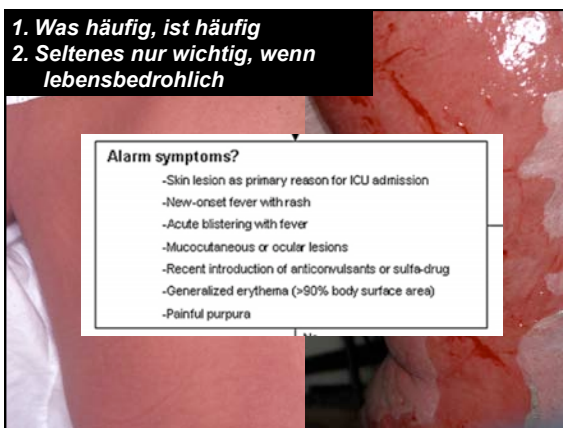 1. Was häufig, ist häufig
2. Seltenes nur wichtig, wenn
lebensbedrohlich
Alarm symptoms?
-Skin lesion as primary reason for ICU admission
-New-onset fever with rash
-Acute blistering with fever
-Mucocutaneous or ocular lesions
-Recent introduction of anticonvulsants or sulfa-drug
-Generalized erythema (>90% body surface area)
-Painful purpura